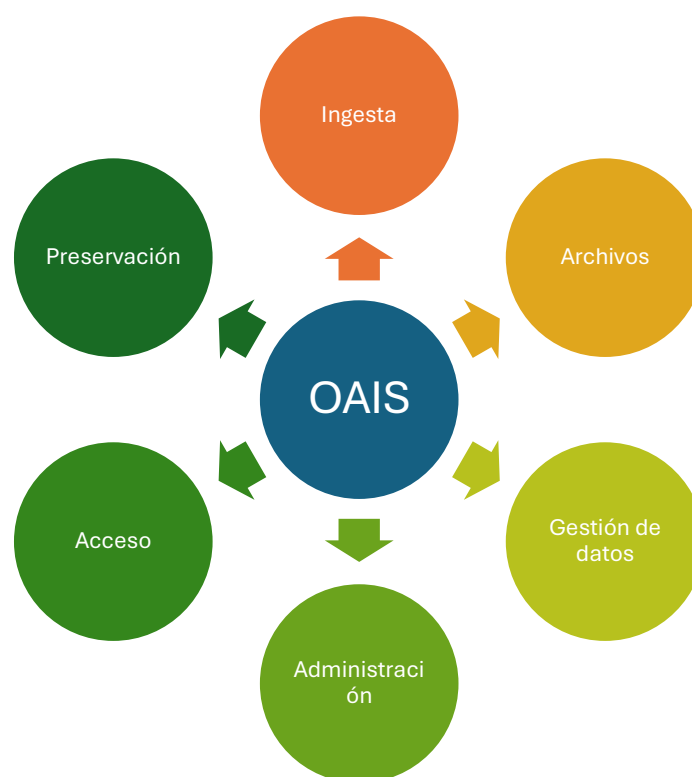 Ingesta
Preservación
Archivos
OAIS
Acceso
Gestión de
datos
Administraci
ón